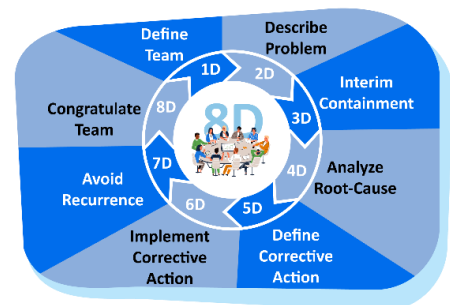 Define
Team
1D
Describe
Problem
2D
Interim
Containment
3D
Analyze
Root-Cause
4D
Define
Corrective
Action
5D
Implement
Corrective
Action
6D
Avoid
Recurrence
7D
Congratulate
Team
8D
8D